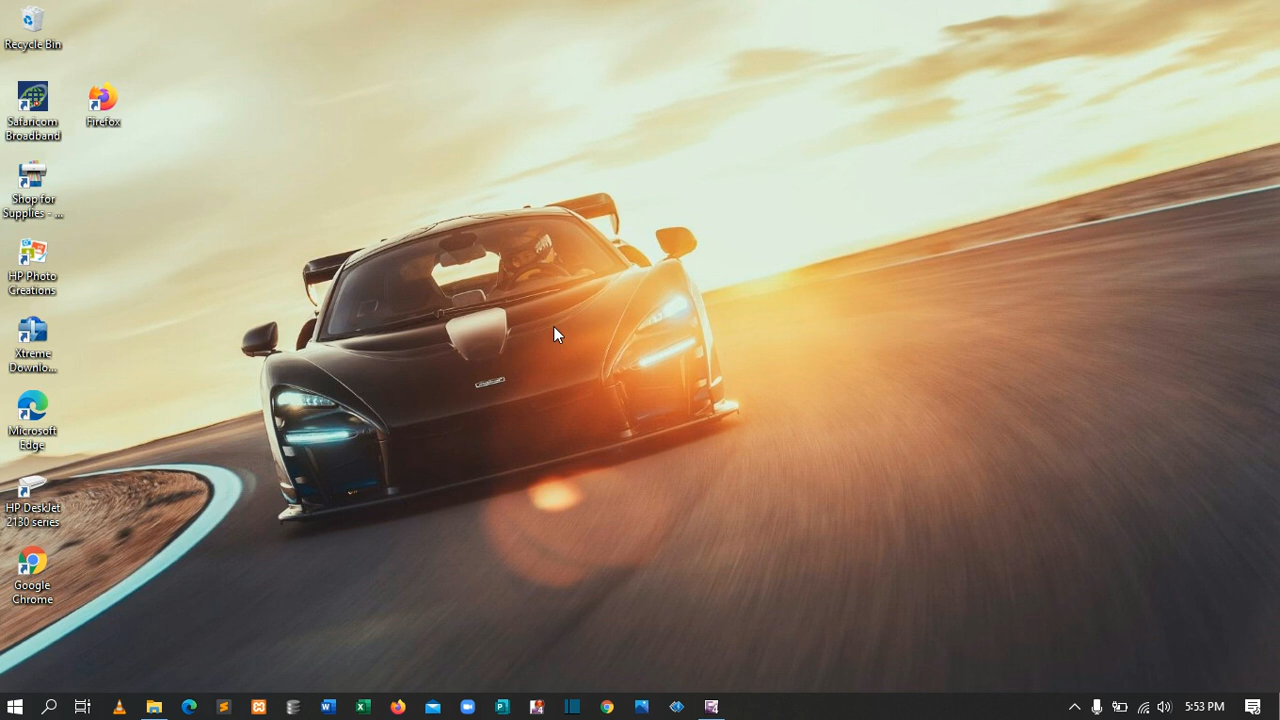 Recycle Bin
Safaricom
Broadband
Firefox
Shop for
Supplies - ...
HP Photo
Creations
Xtreme
Downlo...
Microsoft
Edge
HP DeskJet
2130 series
Google
Chrome
5:53 PM